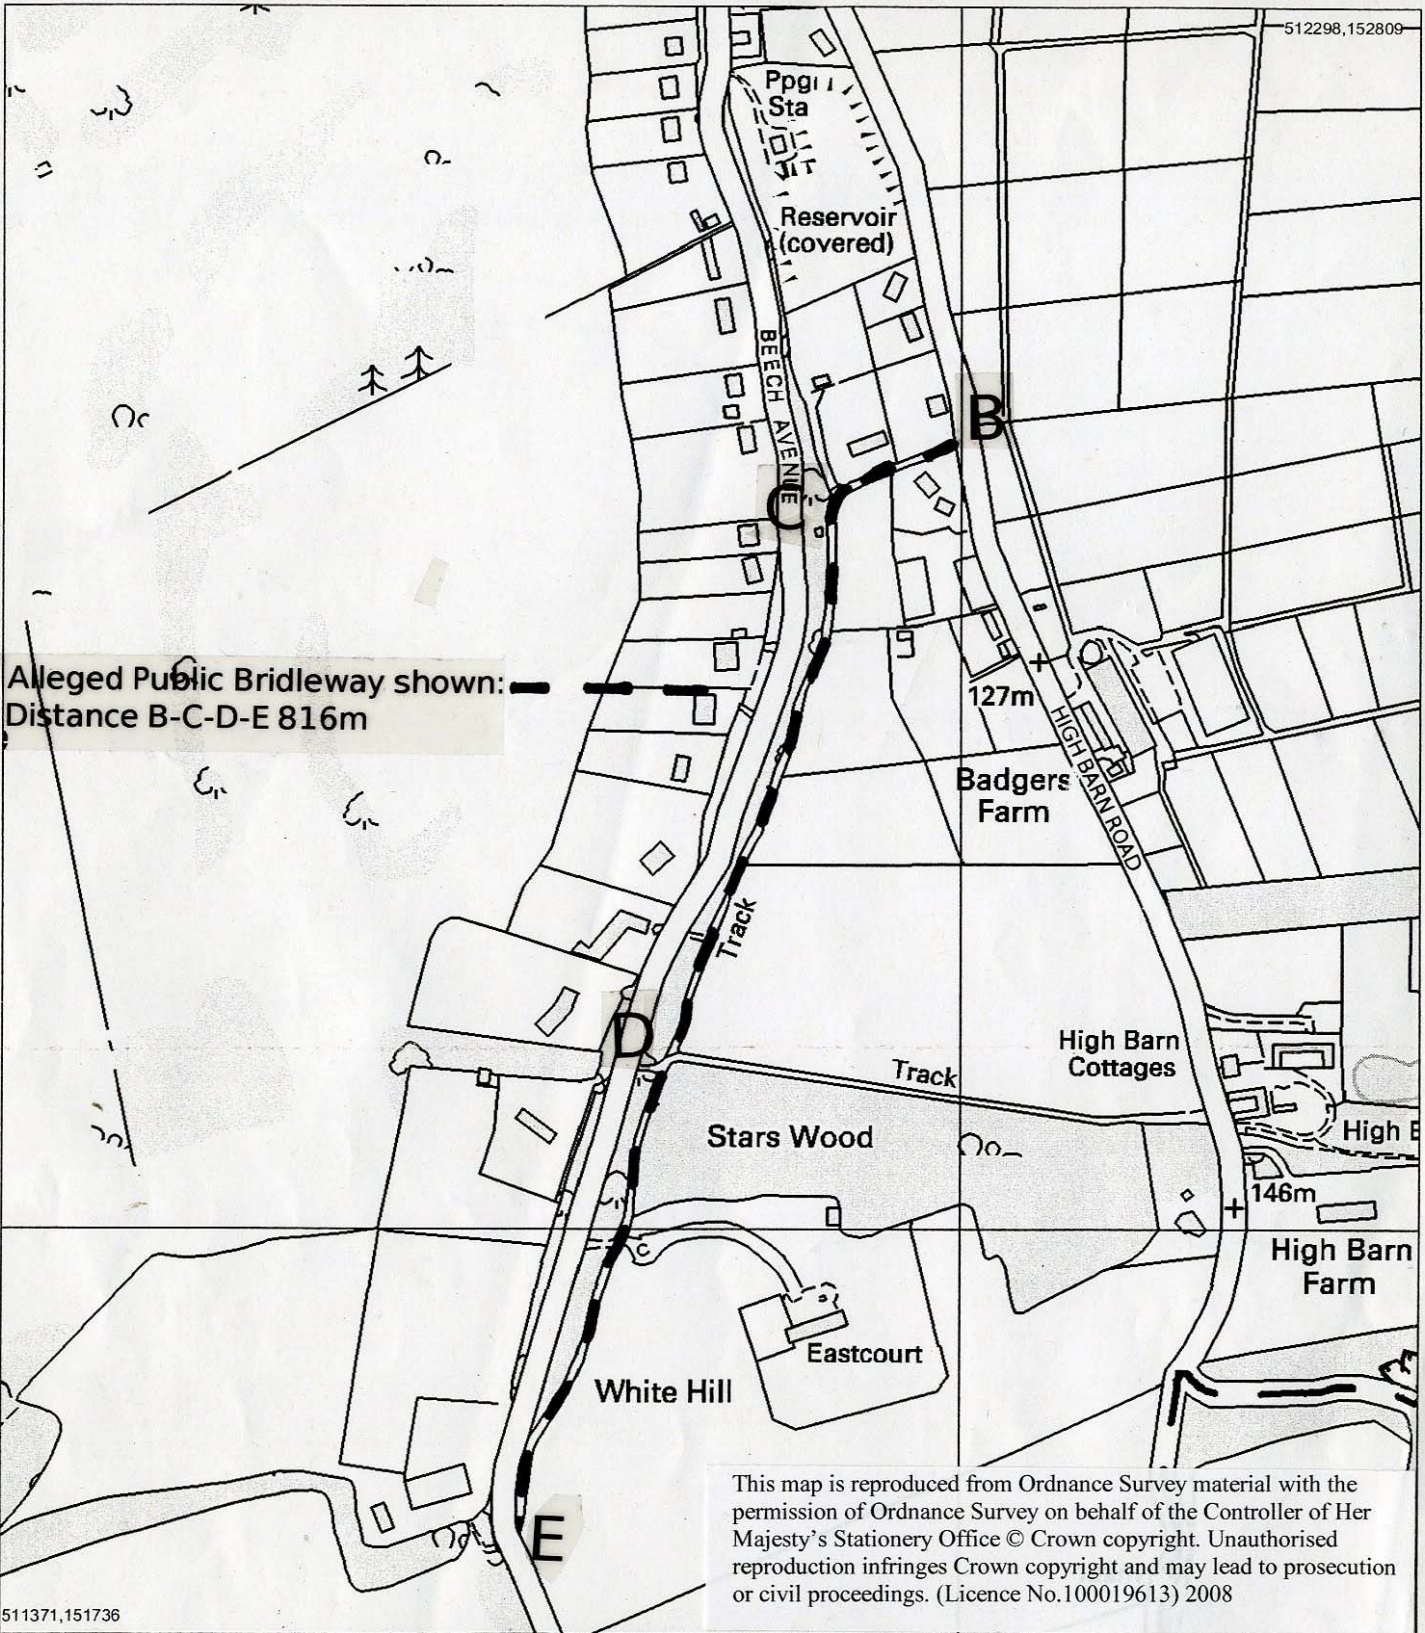 512298,152809
Ppg
Sta
Reservoir
(covered)
BEECH AVENUE
B
C
Alleged Public Bridleway shown:
Distance B-C-D-E 816m
127m
HIGH BARN ROAD
Badgers
Farm
Track
D
High Barn
Cottages
Track
Stars Wood
High
146m
High Barn
Farm
Eastcourt
White Hill
E
This map is reproduced from Ordnance Survey material with the
permission of Ordnance Survey on behalf of the Controller of Her
Majesty's Stationery Office © Crown copyright. Unauthorised
reproduction infringes Crown copyright and may lead to prosecution
or civil proceedings. (Licence No.100019613) 2008
511371,151736